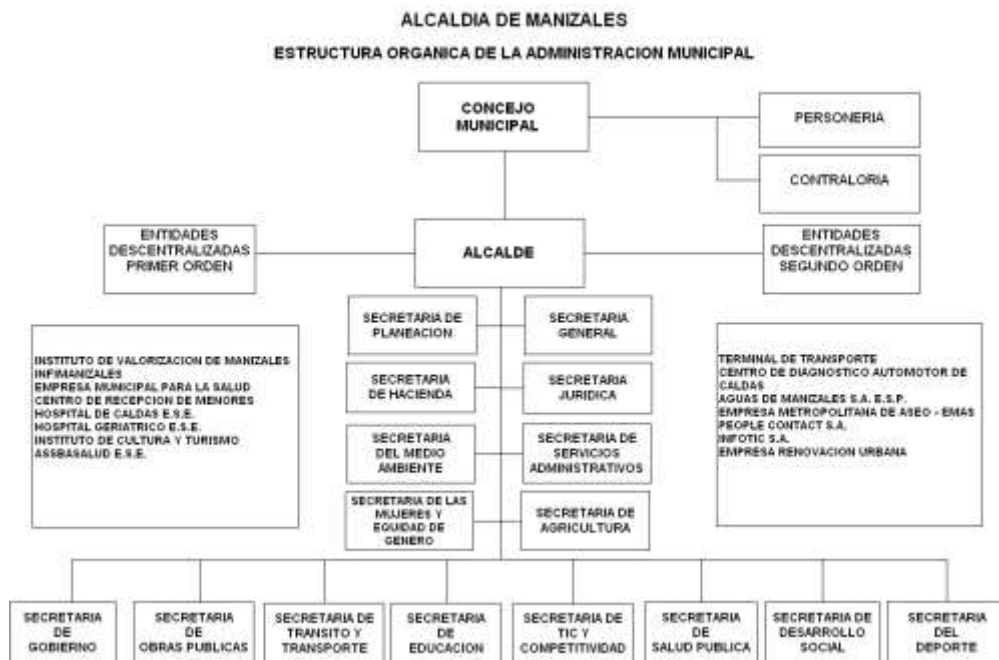 ALCALDIA DE MANIZALES
ESTRUCTURA ORGANICA DE LA ADMINISTRACION MUNICIPAL
CONCEJO
MUNICIPAL
PERSONERIA
CONTRALORIA
ENTIDADES
DESCENTRALIZADAS
PRIMER ORDEN
ALCALDE
ENTIDADES
DESCENTRALIZADAS
SEGUNDO ORDEN
SECRETARIA DE
PLANEACION
SECRETARIA
GENERAL
SECRETARIA
DE HACIENDA
SECRETARIA
JURIDICA
SECRETARIA
DEL MEDIO
AMBIENTE
SECRETARIA DE
SERVICIOS
ADMINISTRATIVOS
SECRETARIA DE LAS
MUJERES Y
EQUIDAD DE
GENERO
SECRETARIA DE
AGRICULTURA
INSTITUTO DE VALORIZACION DE MANIZALES
INFIMANIZALES
EMPRESA MUNICIPAL PARA LA SALUD
CENTRO DE RECEPCION DE MENORES
HOSPITAL DE CALDAS E.S.E.
HOSPITAL GERIATRICO E.S.E.
INSTITUTO DE CULTURA Y TURISMO
ASSBASALUD E.S.E.
TERMINAL DE TRANSPORTE
CENTRO DE DIAGNOSTICO AUTOMOTOR DE
CALDAS
AGUAS DE MANIZALES S.A. E.S.P.
EMPRESA METROPOLITANA DE ASEO - EMAS
PEOPLE CONTACT S.A.
INFOTIC S.A.
EMPRESA RENOVACION URBANA
SECRETARIA
DE
GOBIERNO
SECRETARIA
DE
OBRAS PUBLICAS
SECRETARIA DE
TRANSITO Y
TRANSPORTE
SECRETARIA
DE
EDUCACION
SECRETARIA DE
TIC Y
COMPETITIVIDAD
SECRETARIA
DE
SALUD PUBLICA
SECRETARIA DE
DESARROLLO
SOCIAL
SECRETARIA
DEL
DEPORTE